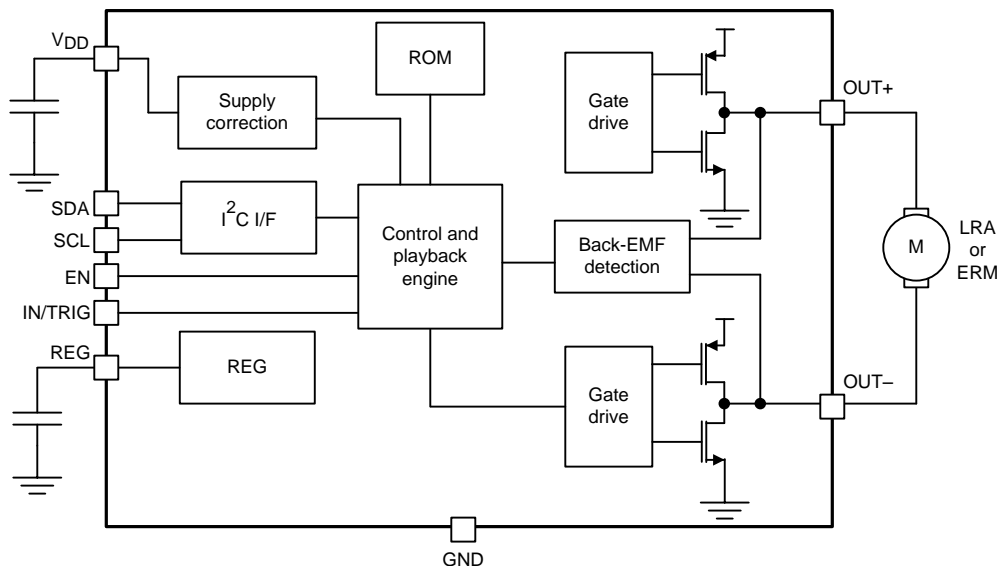 VDD
ROM
Supply
correction
Gate
drive
OUT+
SDA
I²C I/F
SCL
Control and
playback
engine
Back-EMF
detection
M
LRA
or
ERM
EN
IN/TRIG
REG
REG
Gate
drive
OUT–
GND